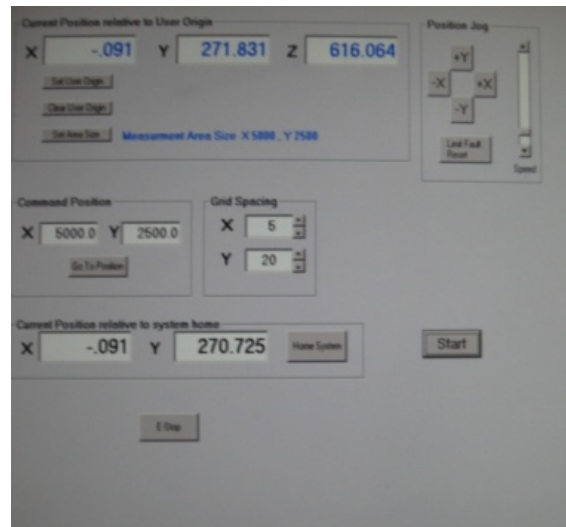 Current Position relative to User Origin
X -.091 Y 271.831 Z 616.064
Set User Origin
Clear User Origin
Set Area Size Measurment Area Size X 5000 , Y 2500
Position Jog
+Y
-X +X
-Y
Limit Fault
Reset
Speed
Command Position
X 5000.0 Y 2500.0
Go To Position
Grid Spacing
X 5
Y 20
Current Position relative to system home
X -.091 Y 270.725 Home System
Start
E Stop